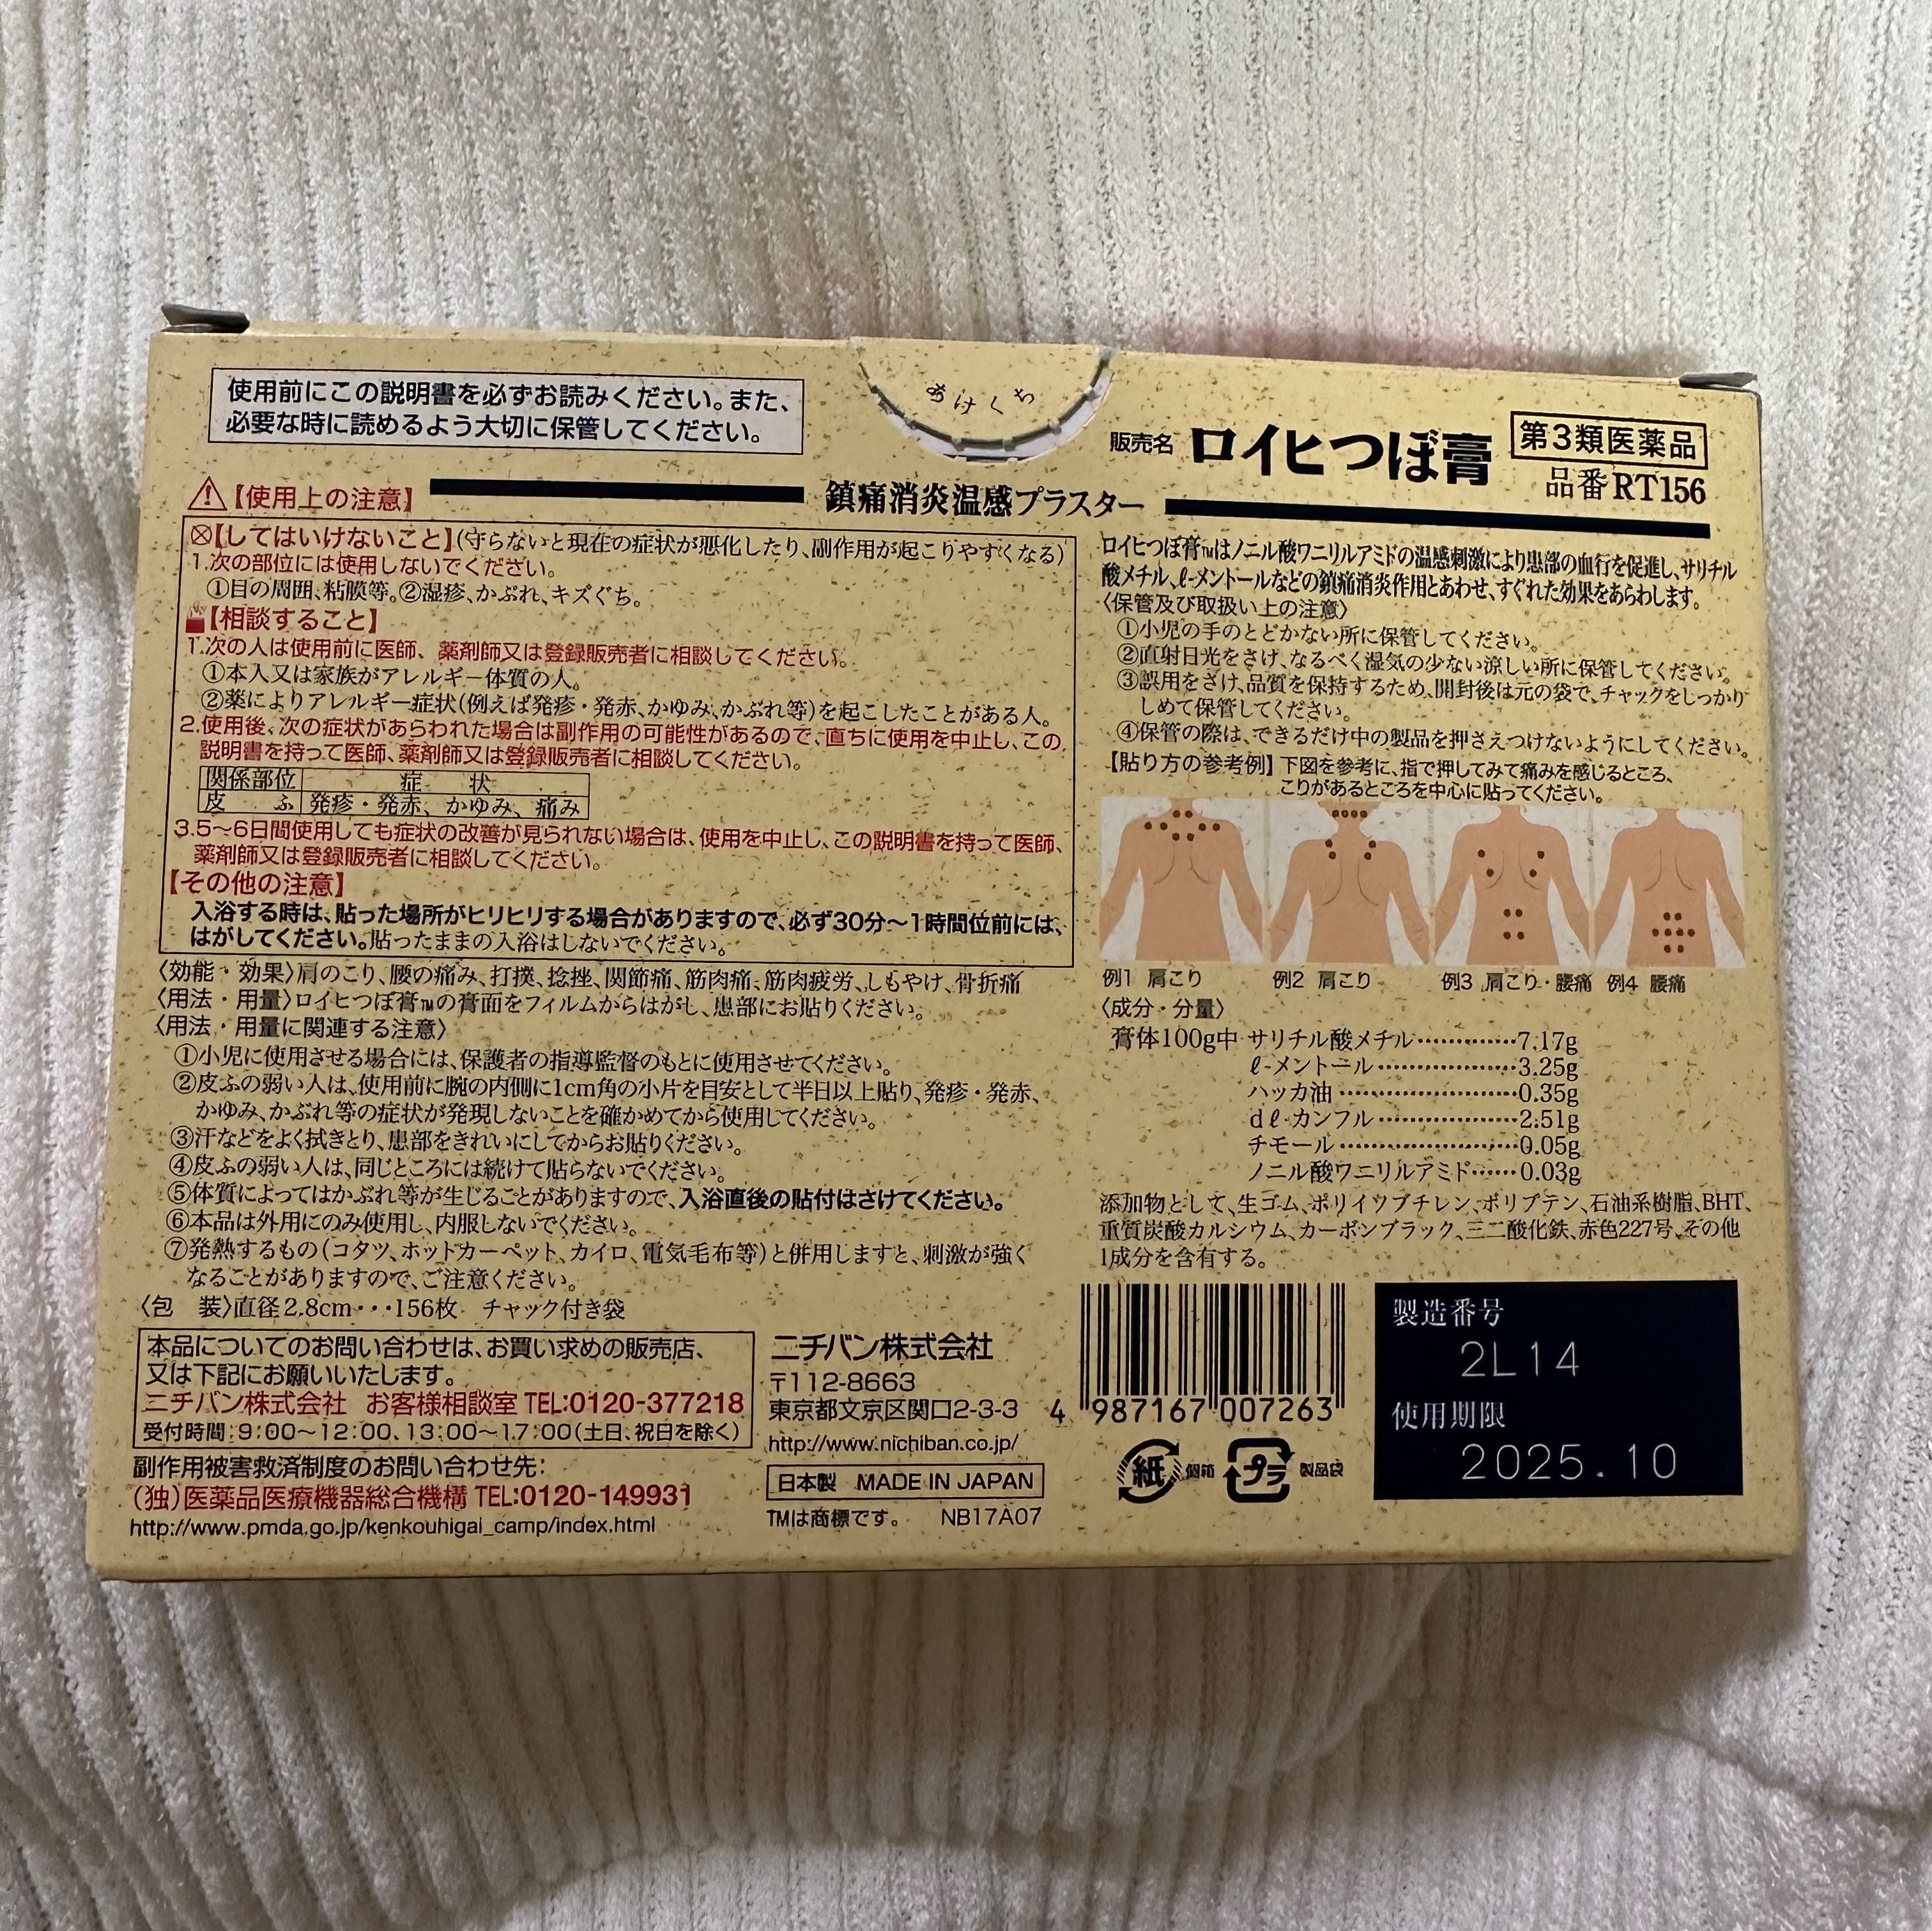 あけくち
使用前にこの説明書を必ずお読みください。また、
必要な時に読めるよう大切に保管してください。
⚠【使用上の注意】
鎮痛消炎温感プラスター
⊗【してはいけないこと】(守らないと現在の症状が悪化したり、副作用が起こりやすくなる)
1.次の部位には使用しないでください。
①目の周囲、粘膜等。②湿疹、かぶれ、キズぐち。
【相談すること】
1.次の人は使用前に医師、薬剤師又は登録販売者に相談してください。
①本人又は家族がアレルギー体質の人。
②薬によりアレルギー症状(例えば発疹・発赤、かゆみ、かぶれ等)を起こしたことがある人。
2.使用後、次の症状があらわれた場合は副作用の可能性があるので、直ちに使用を中止し、この
説明書を持って医師、薬剤師又は登録販売者に相談してください。
関係部位 症 状
皮 ふ 発疹・発赤、かゆみ、痛み
3.5〜6日間使用しても症状の改善が見られない場合は、使用を中止し、この説明書を持って医師、
薬剤師又は登録販売者に相談してください。
【その他の注意】
入浴する時は、貼った場所がヒリヒリする場合がありますので、必ず30分〜1時間位前には、
はがしてください。貼ったままの入浴はしないでください。
〈効能・効果〉肩のこり、腰の痛み、打撲、捻挫、関節痛、筋肉痛、筋肉疲労、しもやけ、骨折痛
〈用法・用量〉ロイヒつぼ膏™の膏面をフィルムからはがし、患部にお貼りください。
〈用法・用量に関連する注意〉
①小児に使用させる場合には、保護者の指導監督のもとに使用させてください。
②皮ふの弱い人は、使用前に腕の内側に1cm角の小片を目安として半日以上貼り、発疹・発赤、
かゆみ、かぶれ等の症状が発現しないことを確かめてから使用してください。
③汗などをよく拭きとり、患部をきれいにしてからお貼りください。
④皮ふの弱い人は、同じところには続けて貼らないでください。
⑤体質によってはかぶれ等が生じることがありますので、入浴直後の貼付はさけてください。
⑥本品は外用にのみ使用し、内服しないでください。
⑦発熱するもの(コタツ、ホットカーペット、カイロ、電気毛布等)と併用しますと、刺激が強く
なることがありますので、ご注意ください。
〈包 装〉直径2.8cm・・・156枚 チャック付き袋
本品についてのお問い合わせは、お買い求めの販売店、
又は下記にお願いいたします。
ニチバン株式会社 お客様相談室 TEL:0120-377218
受付時間:9:00〜12:00、13:00〜17:00(土日、祝日を除く)
副作用被害救済制度のお問い合わせ先:
(独)医薬品医療機器総合機構 TEL:0120-149931
http://www.pmda.go.jp/kenkouhigai_camp/index.html
ニチバン株式会社
〒112-8663
東京都文京区関口2-3-3
http://www.nichiban.co.jp/
日本製 MADE IN JAPAN
TMは商標です。 NB17A07
販売名 ロイヒつぼ膏 第3類医薬品
品番RT156
ロイヒつぼ膏™はノニル酸ワニリルアミドの温感刺激により患部の血行を促進し、サリチル
酸メチル、ℓ-メントールなどの鎮痛消炎作用とあわせ、すぐれた効果をあらわします。
〈保管及び取扱い上の注意〉
①小児の手のとどかない所に保管してください。
②直射日光をさけ、なるべく湿気の少ない涼しい所に保管してください。
③誤用をさけ、品質を保持するため、開封後は元の袋で、チャックをしっかり
しめて保管してください。
④保管の際は、できるだけ中の製品を押さえつけないようにしてください。
【貼り方の参考例】下図を参考に、指で押してみて痛みを感じるところ、
こりがあるところを中心に貼ってください。
例1 肩こり 例2 肩こり 例3 肩こり・腰痛 例4 腰痛
〈成分・分量〉
膏体100g中 サリチル酸メチル…………7.17g
ℓ-メントール……………3.25g
ハッカ油…………………0.35g
dℓ-カンフル……………2.51g
チモール…………………0.05g
ノニル酸ワニリルアミド……0.03g
添加物として、生ゴム、ポリイソブチレン、ポリブテン、石油系樹脂、BHT、
重質炭酸カルシウム、カーボンブラック、三二酸化鉄、赤色227号、その他
1成分を含有する。
4 987167 007263
紙 個箱 プラ 製品袋
製造番号
2L14
使用期限
2025.10